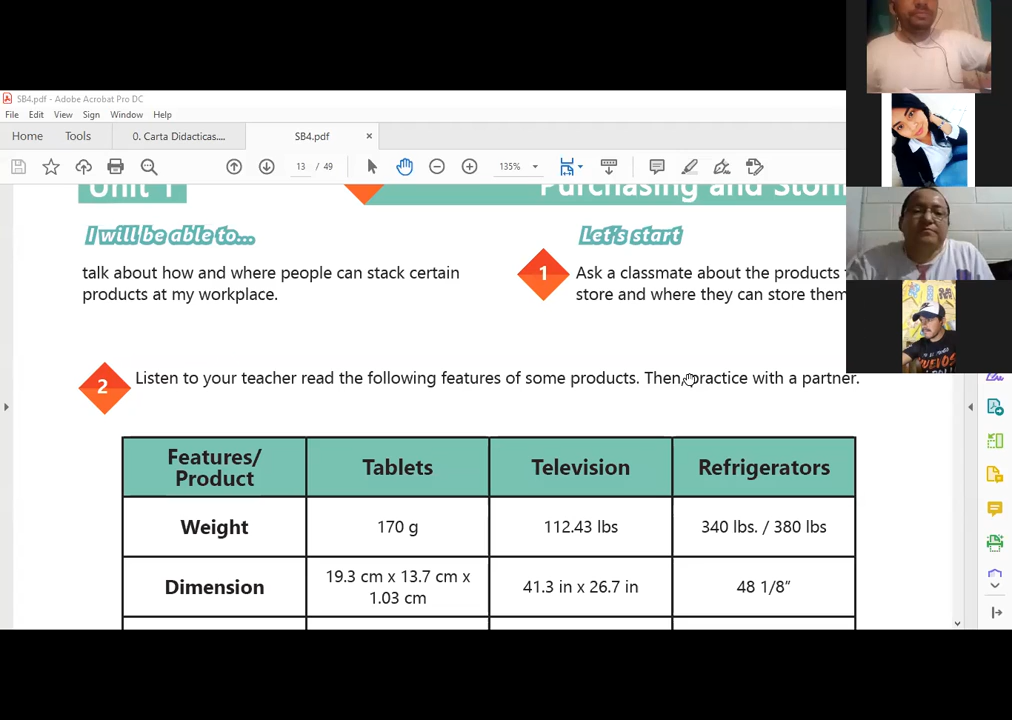 SB4.pdf - Adobe Acrobat Pro DC
File Edit View Sign Window Help
Home Tools 0. Carta Didacticas.... SB4.pdf ×
13 / 49 135%
Unit 1 Purchasing and
I will be able to...
talk about how and where people can stack certain
products at my workplace.
Let's start
1 Ask a classmate about the products
store and where they can store them
2 Listen to your teacher read the following features of some products. Then, practice with a partner.
Features/ Product Tablets Television Refrigerators
Weight 170 g 112.43 lbs 340 lbs. / 380 lbs
Dimension 19.3 cm x 13.7 cm x 1.03 cm 41.3 in x 26.7 in 48 1/8”